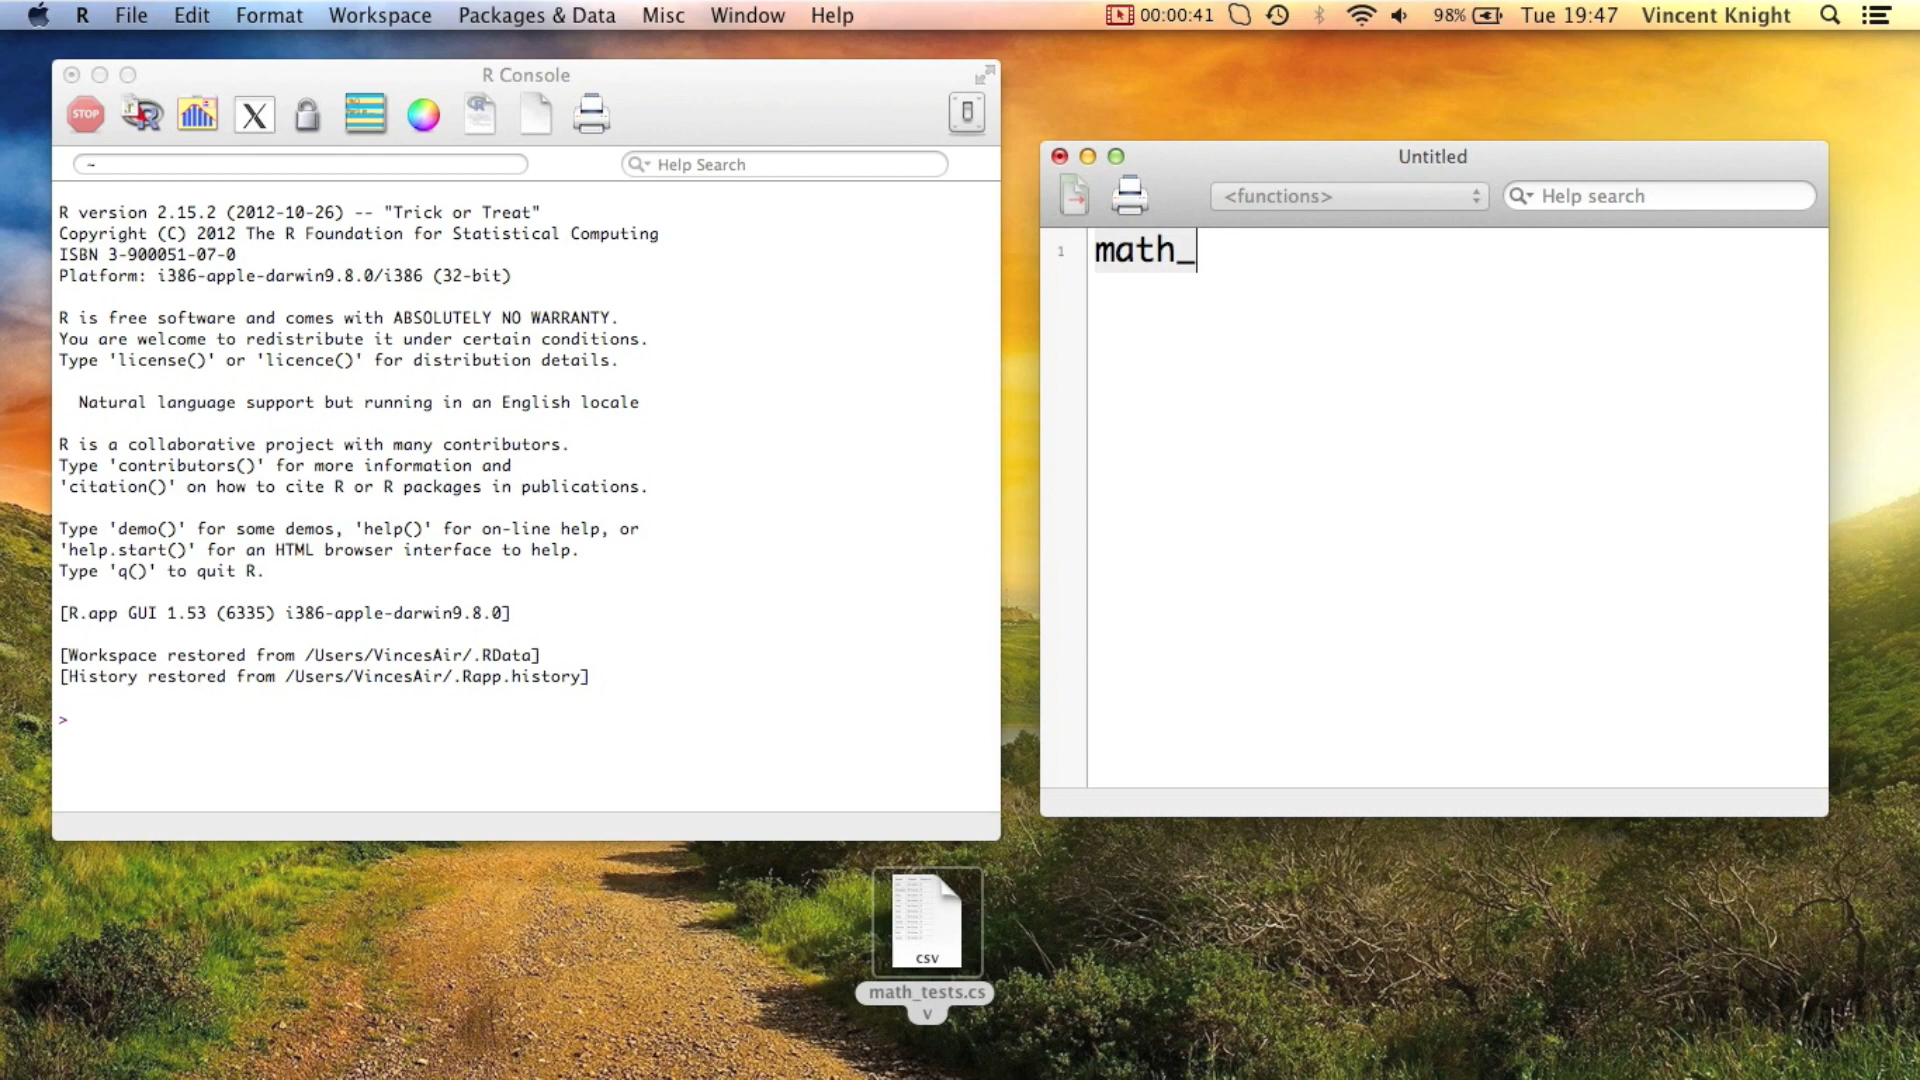 R File Edit Format Workspace Packages & Data Misc Window Help 00:00:41 98% Tue 19:47 Vincent Knight
R Console
STOP
X
~
Help Search
R version 2.15.2 (2012-10-26) -- "Trick or Treat"
Copyright (C) 2012 The R Foundation for Statistical Computing
ISBN 3-900051-07-0
Platform: i386-apple-darwin9.8.0/i386 (32-bit)
R is free software and comes with ABSOLUTELY NO WARRANTY.
You are welcome to redistribute it under certain conditions.
Type 'license()' or 'licence()' for distribution details.
Natural language support but running in an English locale
R is a collaborative project with many contributors.
Type 'contributors()' for more information and
'citation()' on how to cite R or R packages in publications.
Type 'demo()' for some demos, 'help()' for on-line help, or
'help.start()' for an HTML browser interface to help.
Type 'q()' to quit R.
[R.app GUI 1.53 (6335) i386-apple-darwin9.8.0]
[Workspace restored from /Users/VincesAir/.RData]
[History restored from /Users/VincesAir/.Rapp.history]
>
Untitled
<functions>
Help search
1
math_
CSV
math_tests.cs
v